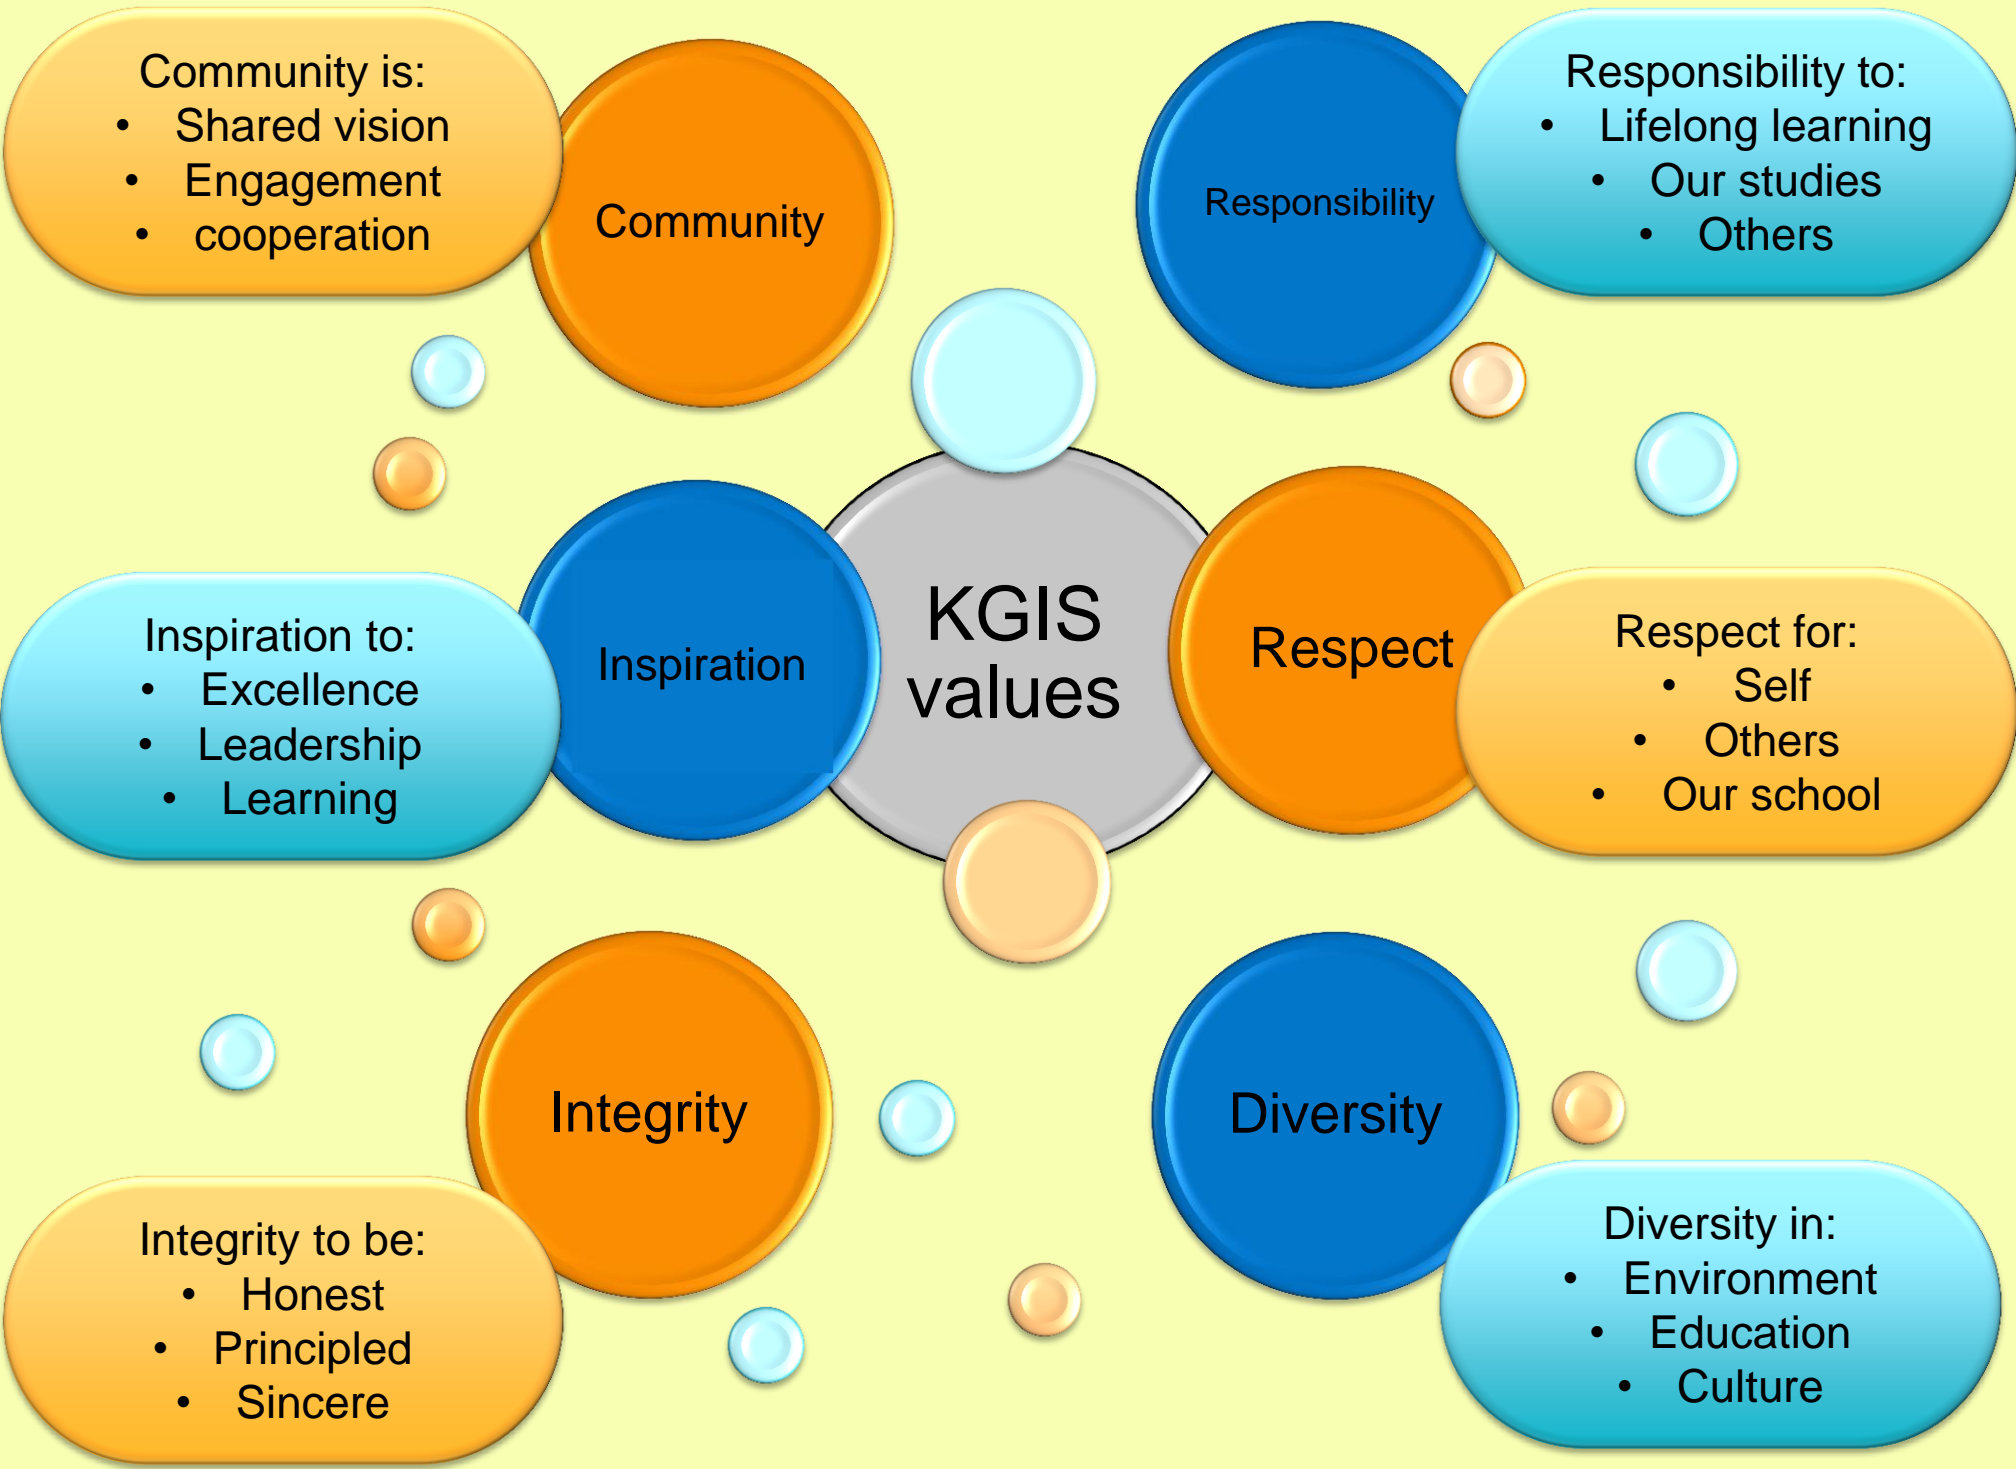 Community is:
• Shared vision
• Engagement
• cooperation
Community
Responsibility
Responsibility to:
• Lifelong learning
• Our studies
• Others
Inspiration to:
• Excellence
• Leadership
• Learning
Inspiration
KGIS
values
Respect
Respect for:
• Self
• Others
• Our school
Integrity
Integrity to be:
• Honest
• Principled
• Sincere
Diversity
Diversity in:
• Environment
• Education
• Culture